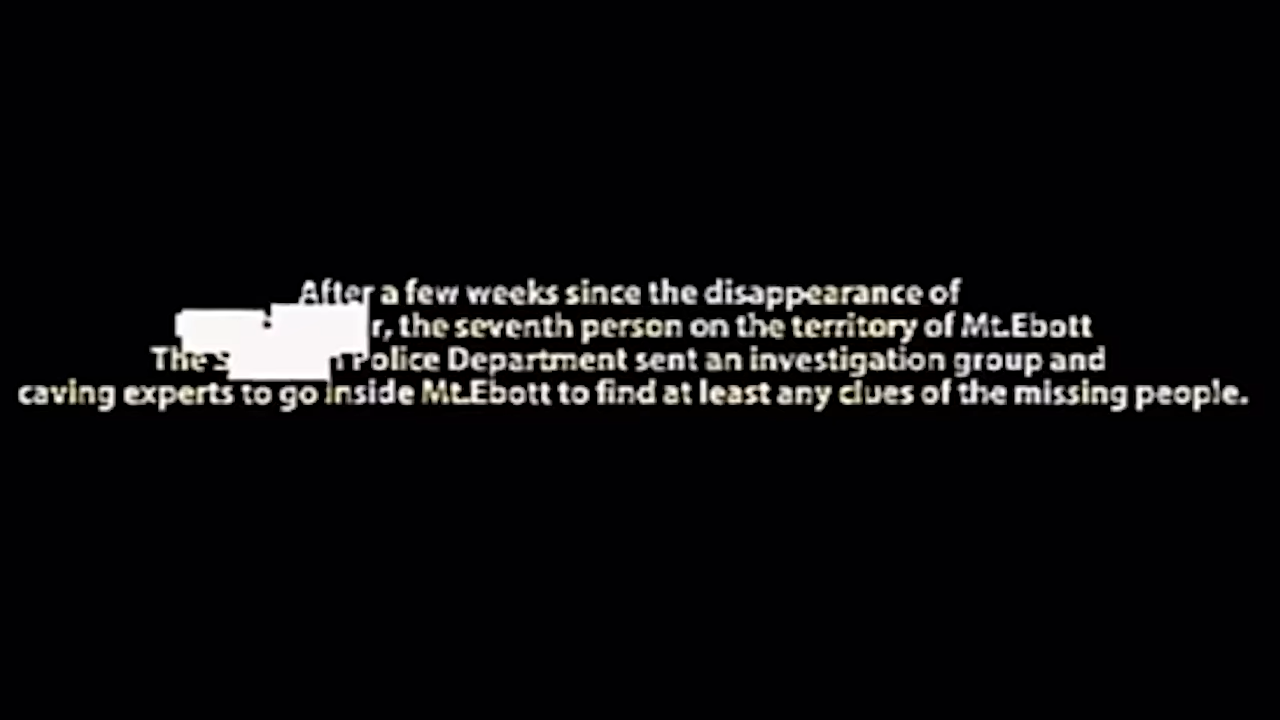 After a few weeks since the disappearance of
r, the seventh person on the territory of Mt.Ebott
The Police Department sent an investigation group and
caving experts to go inside Mt.Ebott to find at least any clues of the missing people.